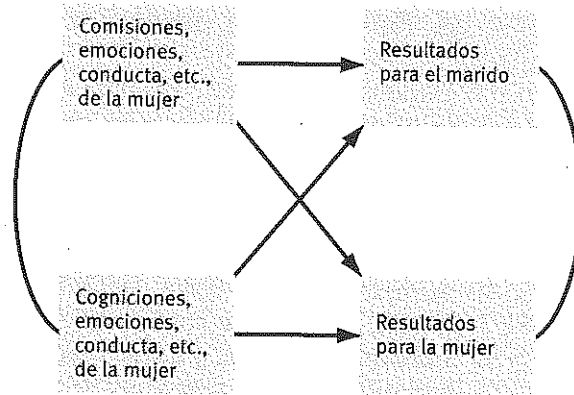 Comisiones,
emociones,
conducta, etc.,
de la mujer
Resultados
para el marido
Cogniciones,
emociones,
conducta, etc.,
de la mujer
Resultados
para la mujer